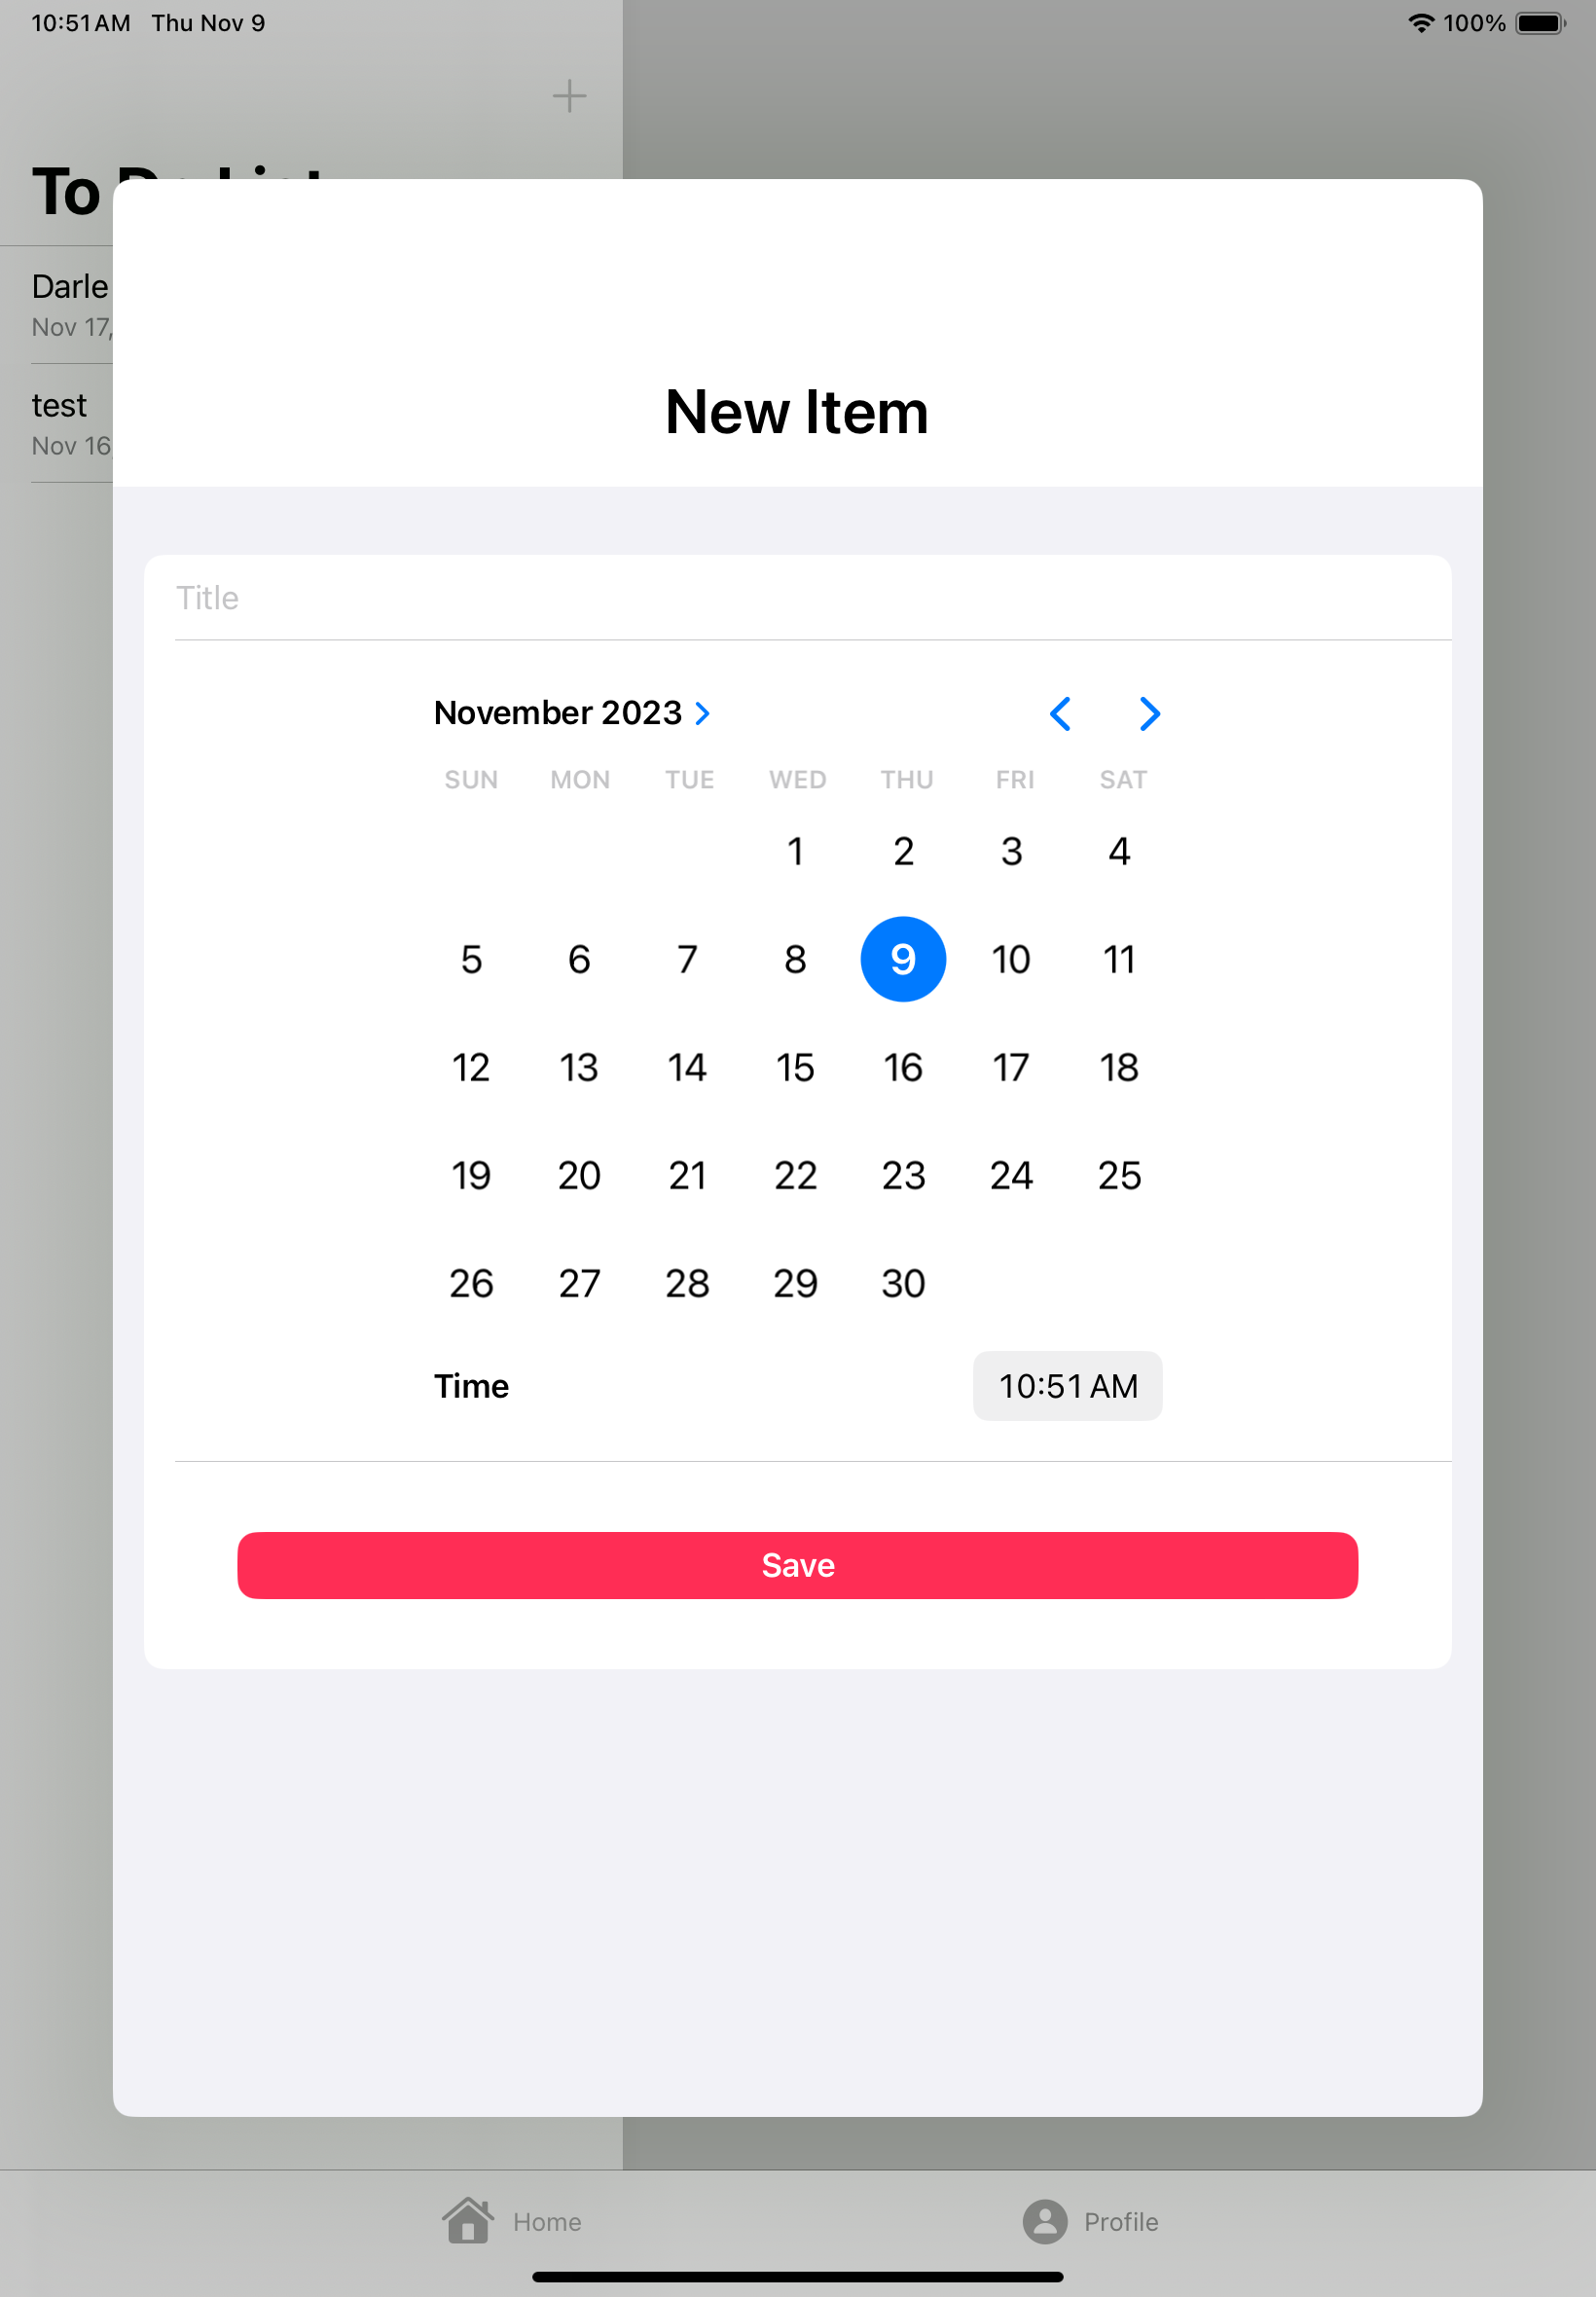 10:51 AM Thu Nov 9
100%
To
Darle
Nov 17,
test
Nov 16
New Item
Title
November 2023
SUN MON TUE WED THU FRI SAT
1 2 3 4
5 6 7 8 9 10 11
12 13 14 15 16 17 18
19 20 21 22 23 24 25
26 27 28 29 30
Time 10:51 AM
Save
Home Profile